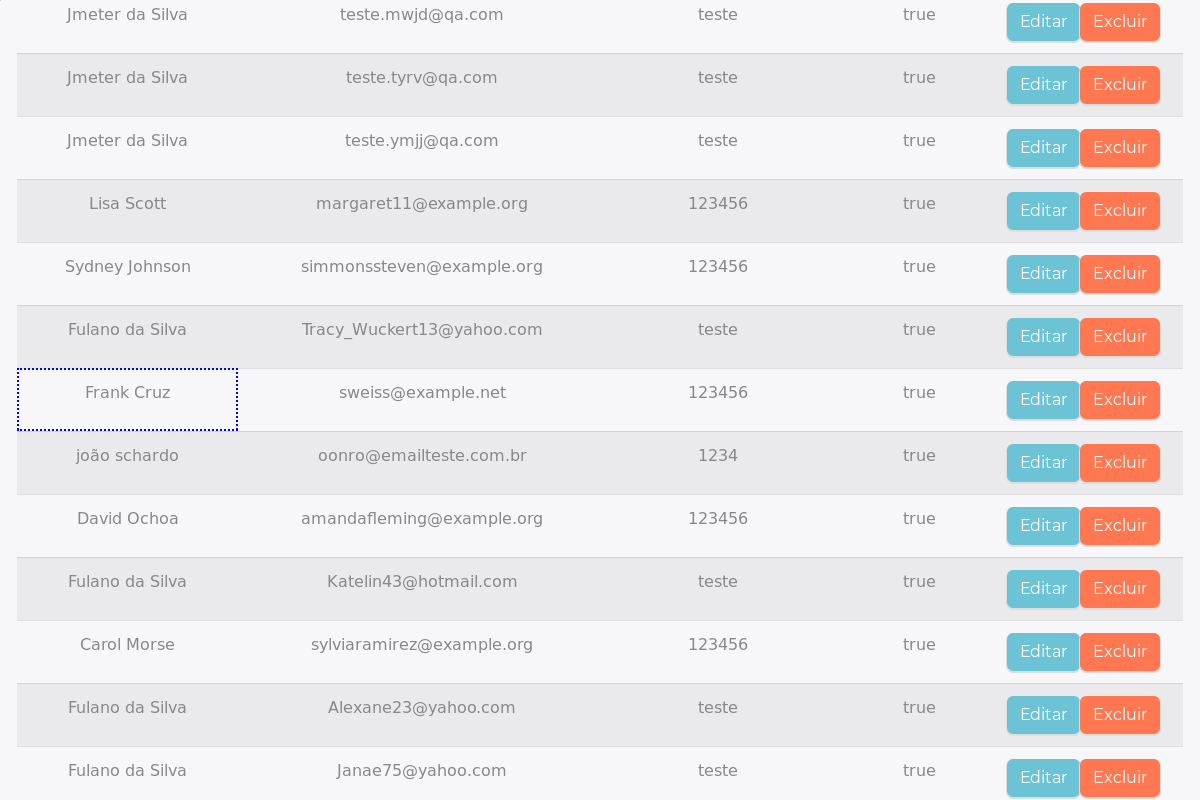 Jmeter da Silva teste.mwjd@qa.com teste true Editar Excluir
Jmeter da Silva teste.tyrv@qa.com teste true Editar Excluir
Jmeter da Silva teste.ymjj@qa.com teste true Editar Excluir
Lisa Scott margaret11@example.org 123456 true Editar Excluir
Sydney Johnson simmonssteven@example.org 123456 true Editar Excluir
Fulano da Silva Tracy_Wuckert13@yahoo.com teste true Editar Excluir
Frank Cruz sweiss@example.net 123456 true Editar Excluir
joão schardo oonro@emailteste.com.br 1234 true Editar Excluir
David Ochoa amandafleming@example.org 123456 true Editar Excluir
Fulano da Silva Katelin43@hotmail.com teste true Editar Excluir
Carol Morse sylviaramirez@example.org 123456 true Editar Excluir
Fulano da Silva Alexane23@yahoo.com teste true Editar Excluir
Fulano da Silva Janae75@yahoo.com teste true Editar Excluir